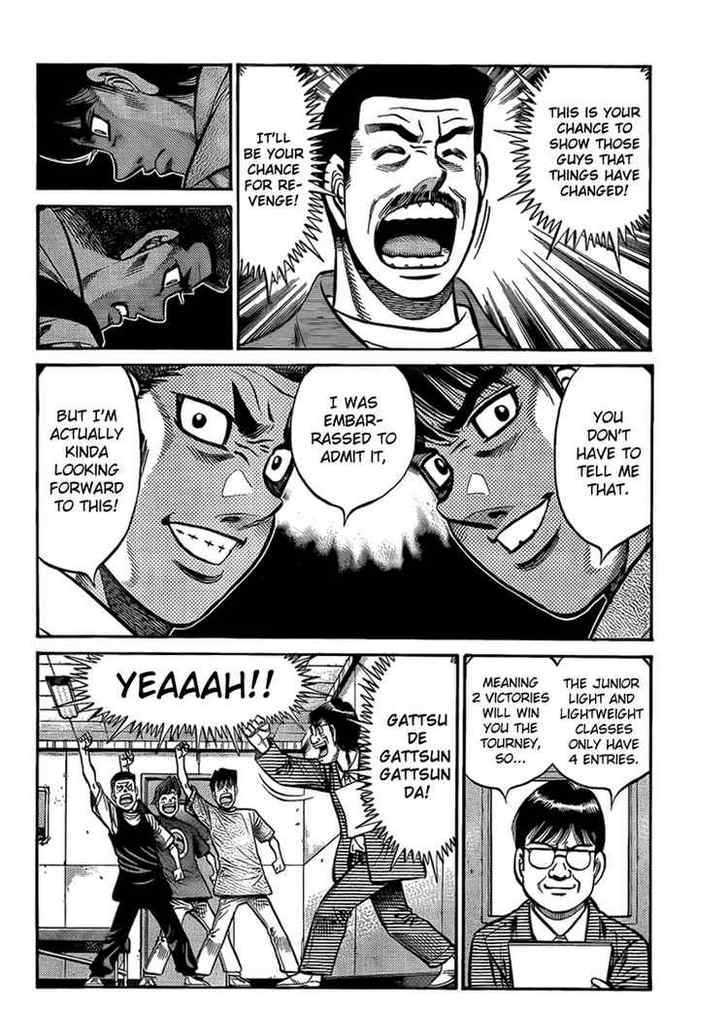 THIS IS YOUR
CHANCE TO
SHOW THOSE
GUYS THAT
THINGS HAVE
CHANGED!
IT'LL
BE YOUR
CHANCE
FOR RE-
VENGE!
YOU
DON'T
HAVE TO
TELL ME
THAT.
I WAS
EMBAR-
RASSED TO
ADMIT IT,
BUT I'M
ACTUALLY
KINDA
LOOKING
FORWARD
TO THIS!
THE JUNIOR
LIGHT AND
LIGHTWEIGHT
CLASSES
ONLY HAVE
4 ENTRIES.
MEANING
2 VICTORIES
WILL WIN
YOU THE
TOURNEY,
SO...
GATTSU
DE
GATTSUN
GATTSUN
DA!
YEAAAH!!